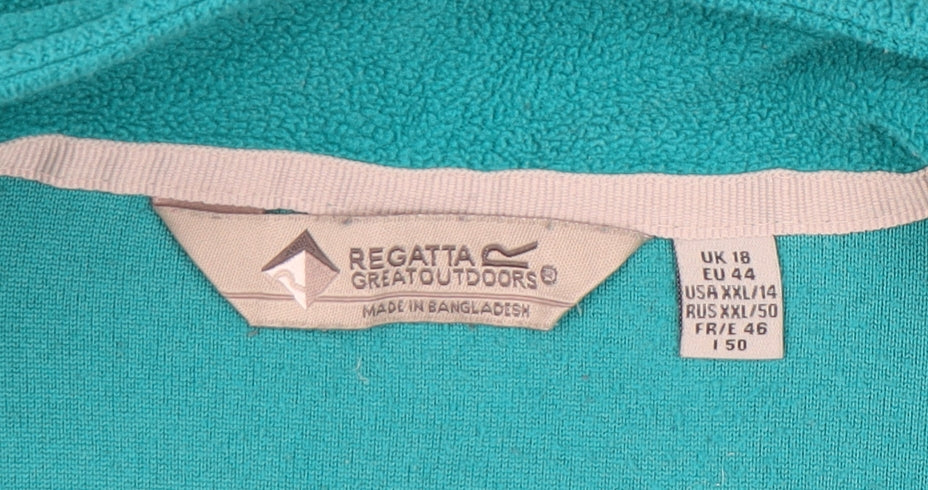 REGATTA
GREATOUTDOORS®
MADE IN BANGLADESH
UK 18
EU 44
USA XXL/14
RUS XXL/50
FR/E 46
I 50